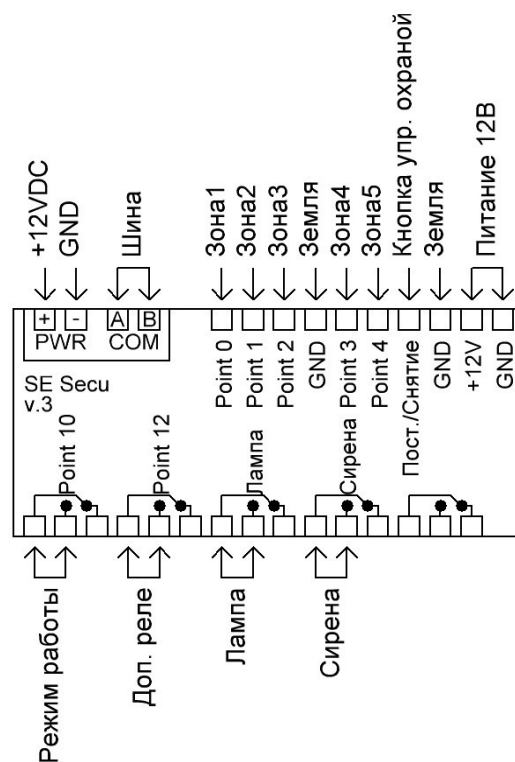 +12VDC
GND
Шина
Зона1
Зона2
Зона3
Земля
Зона4
Зона5
Кнопка упр. охраной
Земля
Питание 12В
+
-
A
B
PWR
COM
SE Secu
v.3
Point 0
Point 1
Point 2
GND
Point 3
Point 4
Пост./Снятие
GND
+12V
GND
Point 10
Point 12
Лампа
Сирена
Режим работы
Доп. реле
Лампа
Сирена